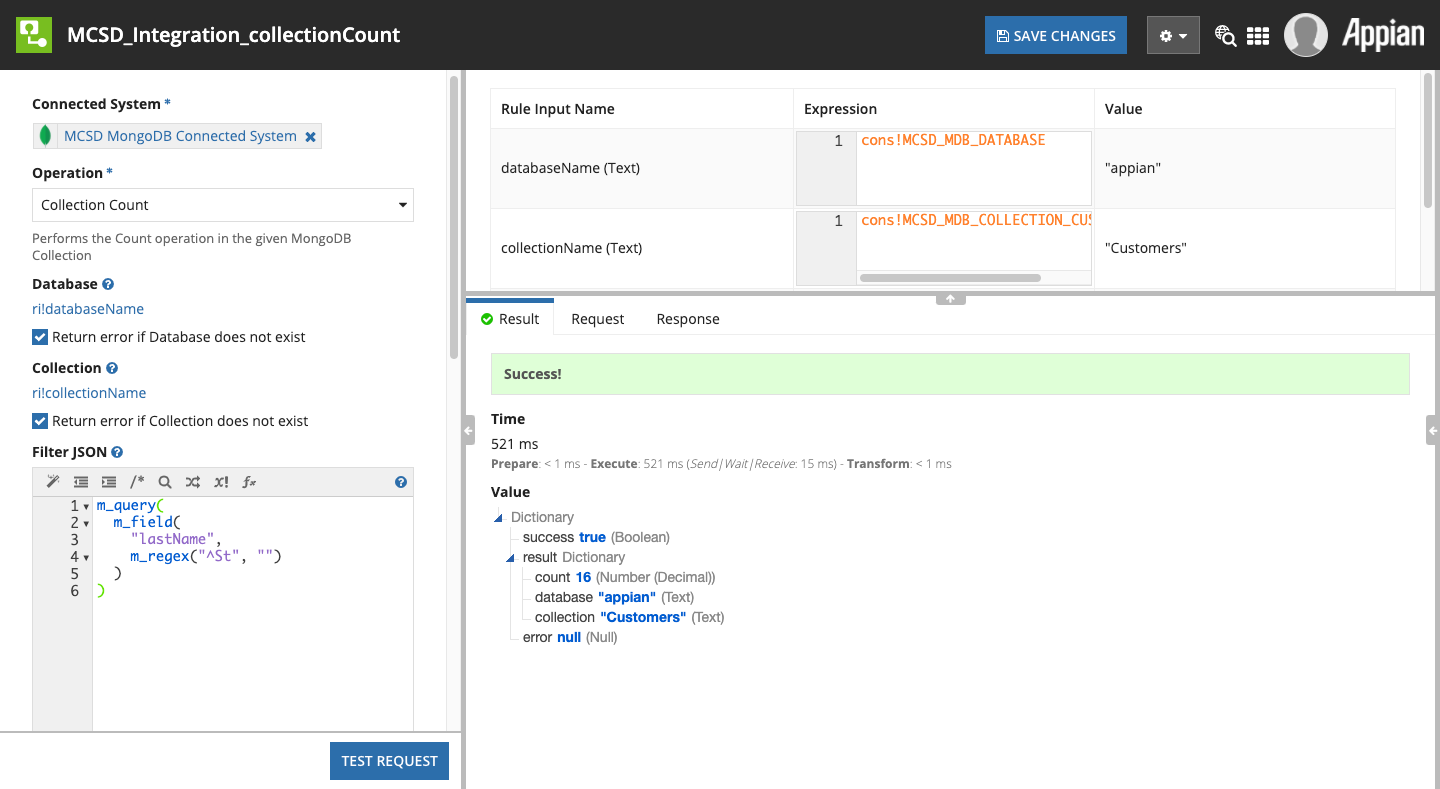 MCSD_Integration_collectionCount
SAVE CHANGES
Appian
Connected System *
MCSD MongoDB Connected System
Operation *
Collection Count
Performs the Count operation in the given MongoDB
Collection
Database
ri!databaseName
Return error if Database does not exist
Collection
ri!collectionName
Return error if Collection does not exist
Filter JSON
/* x! fx
1 m_query(
2 m_field(
3 "lastName",
4 m_regex("^St", "")
5 )
6 )
TEST REQUEST
Rule Input Name Expression Value
databaseName (Text) 1 cons!MCSD_MDB_DATABASE "appian"
collectionName (Text) 1 cons!MCSD_MDB_COLLECTION_CUS "Customers"
Result Request Response
Success!
Time
521 ms
Prepare: < 1 ms - Execute: 521 ms (Send|Wait|Receive: 15 ms) - Transform: < 1 ms
Value
Dictionary
success true (Boolean)
result Dictionary
count 16 (Number (Decimal))
database "appian" (Text)
collection "Customers" (Text)
error null (Null)